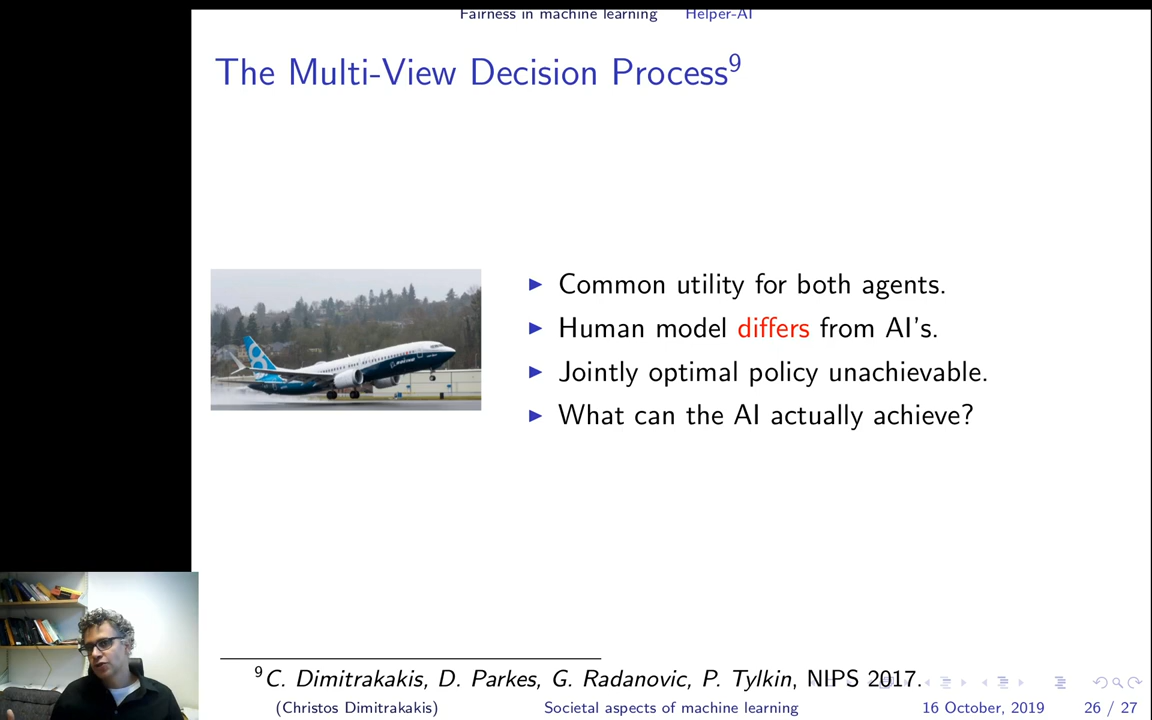 Fairness in machine learning Helper-AI
The Multi-View Decision Process⁹
Common utility for both agents.
Human model differs from AI's.
Jointly optimal policy unachievable.
What can the AI actually achieve?
⁹C. Dimitrakakis, D. Parkes, G. Radanovic, P. Tylkin, NIPS 2017.
(Christos Dimitrakakis) Societal aspects of machine learning 16 October, 2019 26 / 27